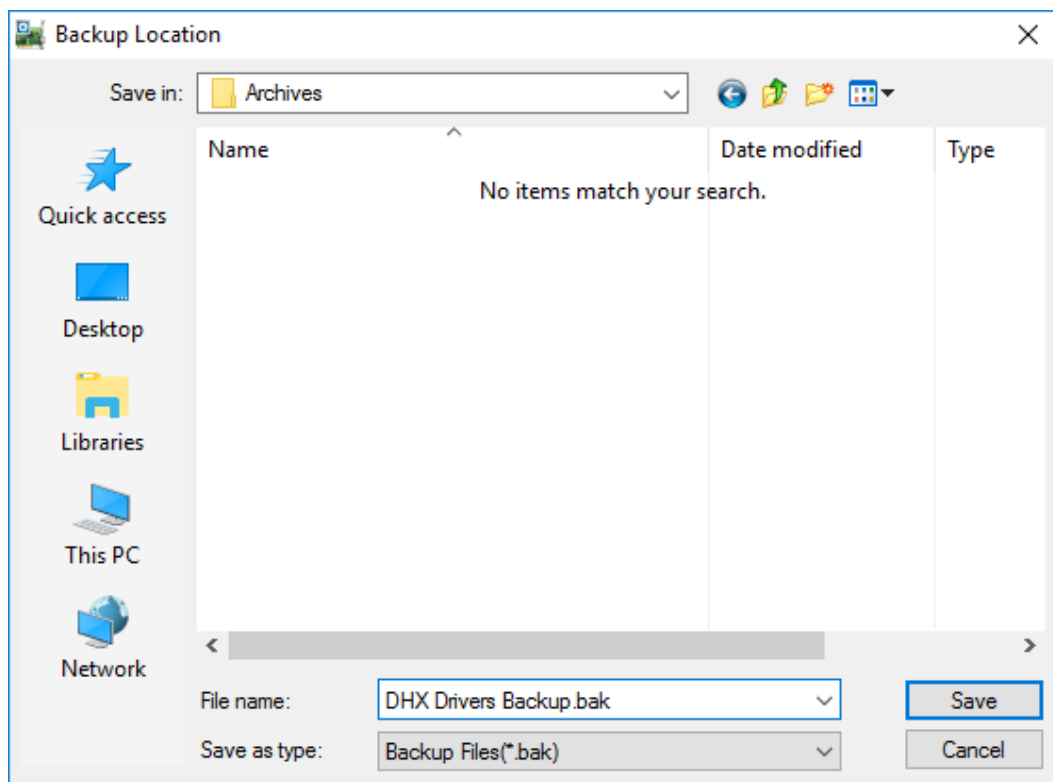 Backup Location
Save in: Archives
Name Date modified Type
No items match your search.
Quick access
Desktop
Libraries
This PC
Network
File name: DHX Drivers Backup.bak Save
Save as type: Backup Files(*.bak) Cancel